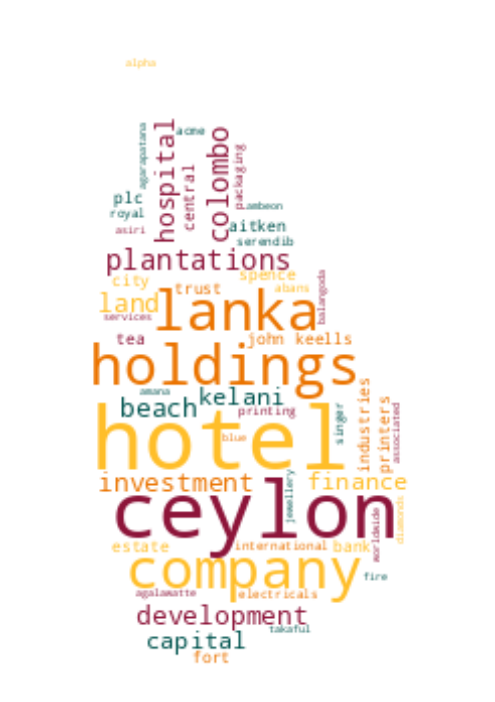 alpha
agarapatana
hospital
acme
central
colombo
packaging
plc
ambeon
royal
asiri
aitken
serendib
plantations
city
spence
land
trust
abans
balangoda
services
lanka
tea
john keells
holdings
amana
kelani
beach
printing
singer
industries
printers
associated
hotel
blue
investment
finance
jewellery
ceylon
diamonds
worldwide
estate
international
bank
company
fire
agalawatte
electricals
development
takaful
capital
fort